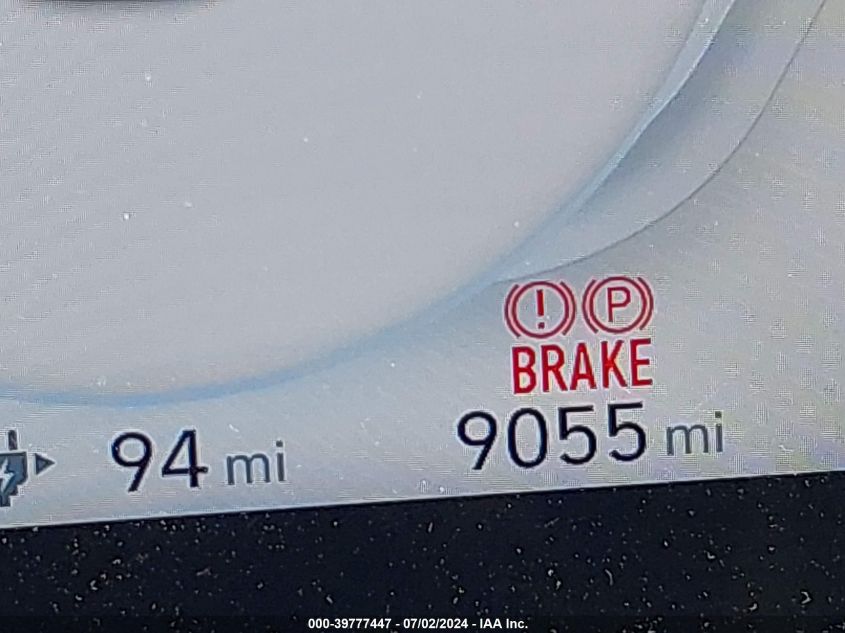 (!) (P)
BRAKE
94 mi 9055 mi
000-39777447 - 07/02/2024 - IAA Inc.